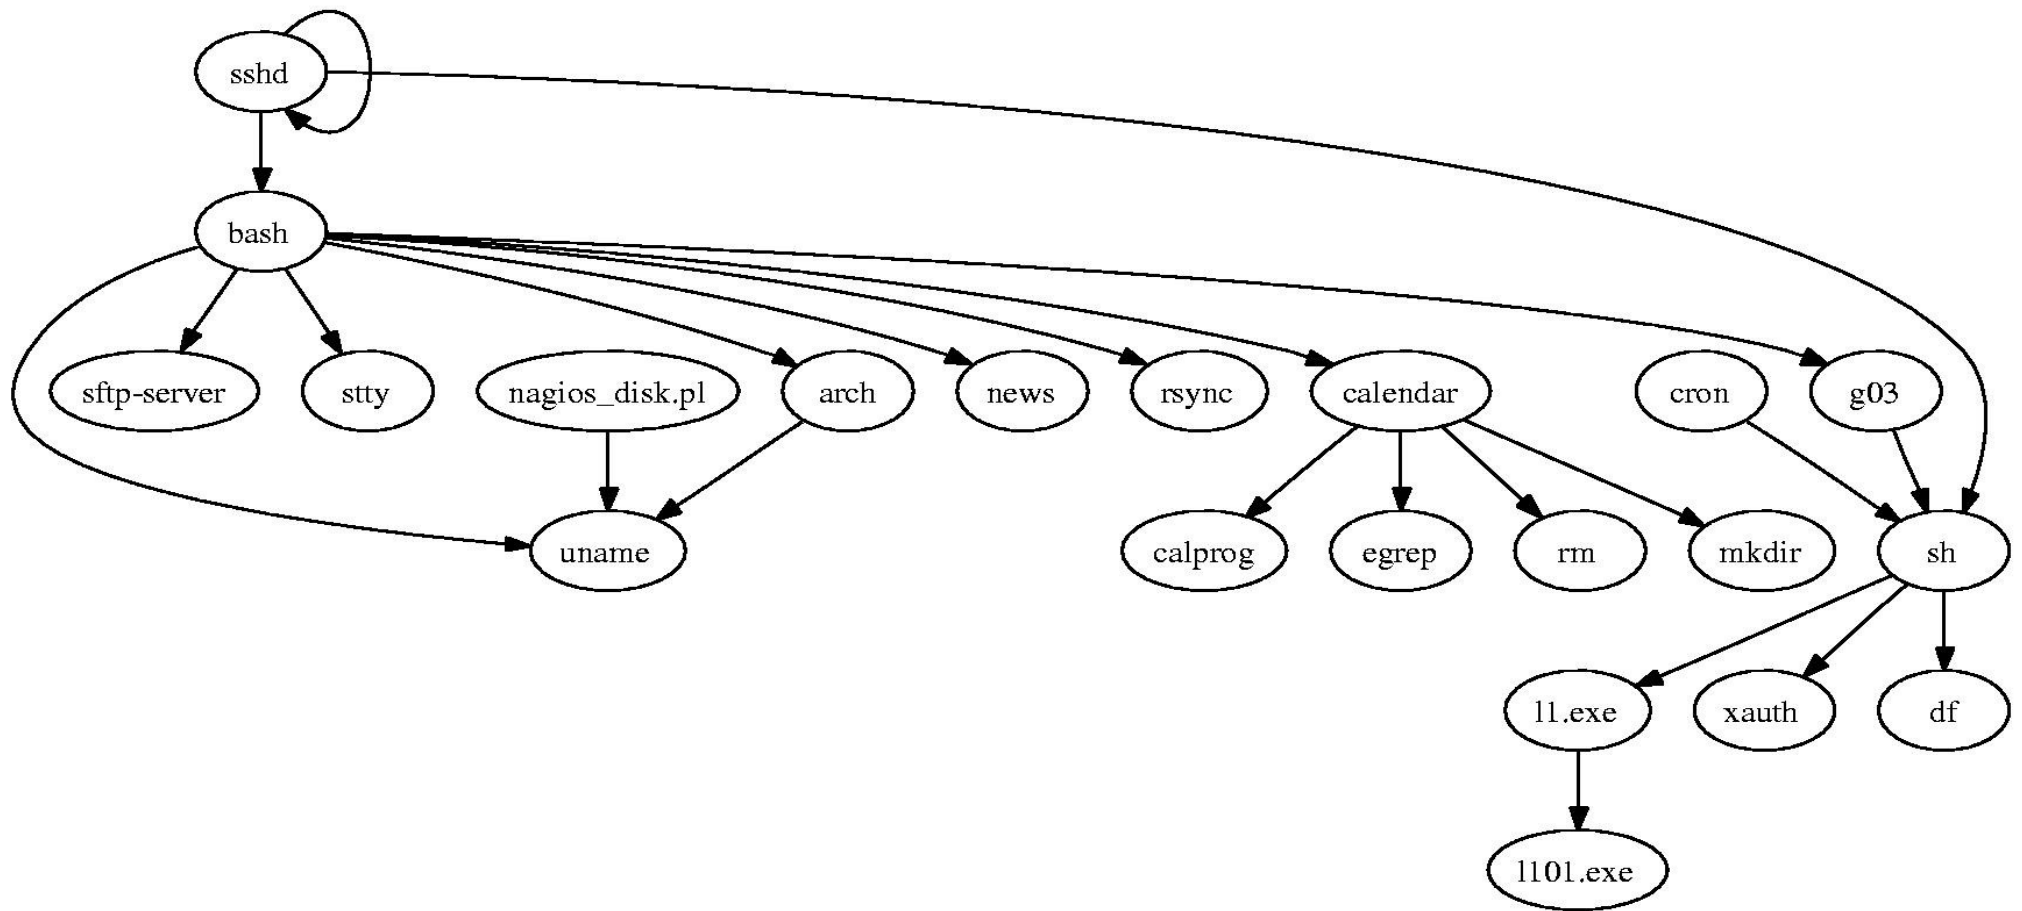 sshd
bash
sftp-server
stty
nagios_disk.pl
arch
news
rsync
calendar
cron
g03
uname
calprog
egrep
rm
mkdir
sh
l1.exe
xauth
df
l101.exe